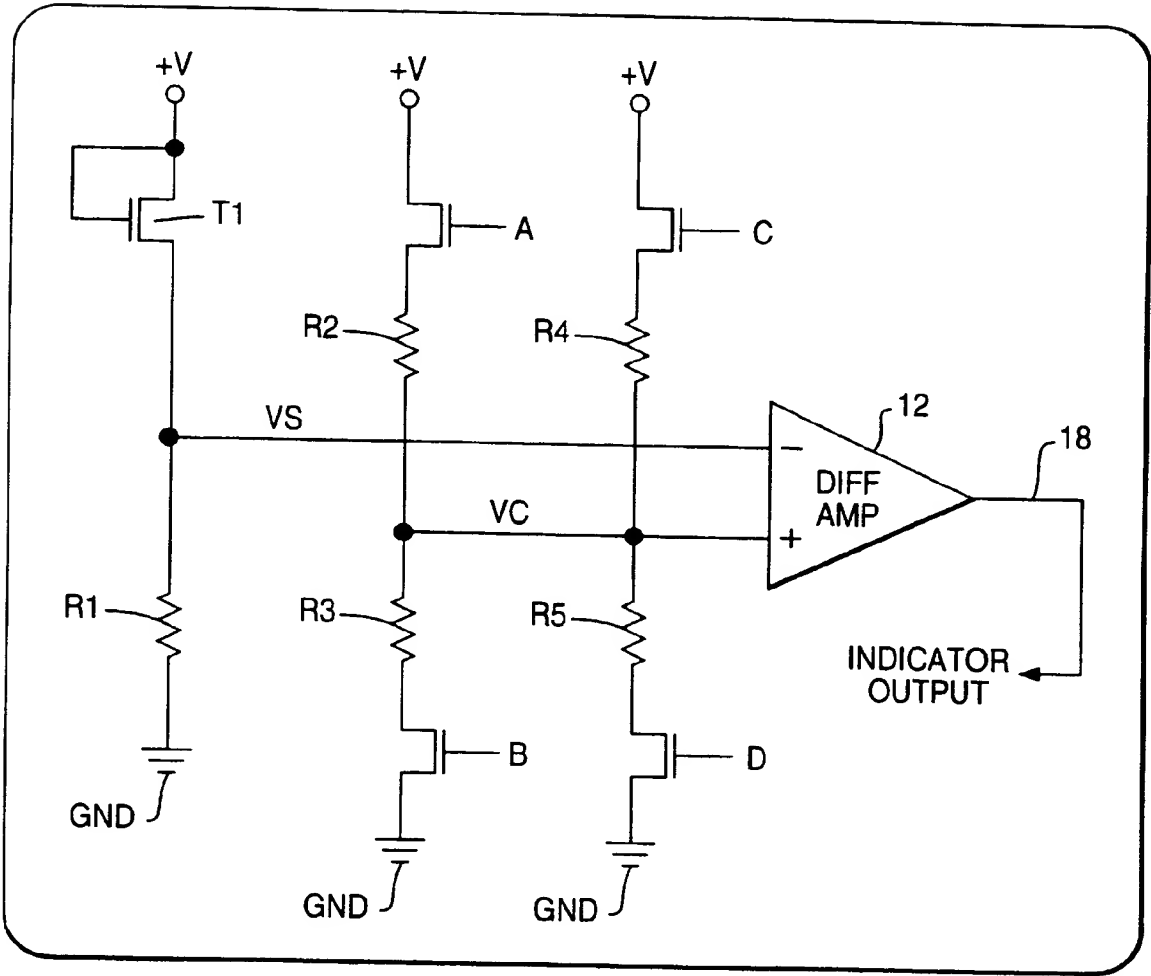 +V
+V
+V
T1
A
C
R2
R4
VS
12
18
DIFF
AMP
−
+
VC
R1
R3
R5
INDICATOR
OUTPUT
B
D
GND
GND
GND